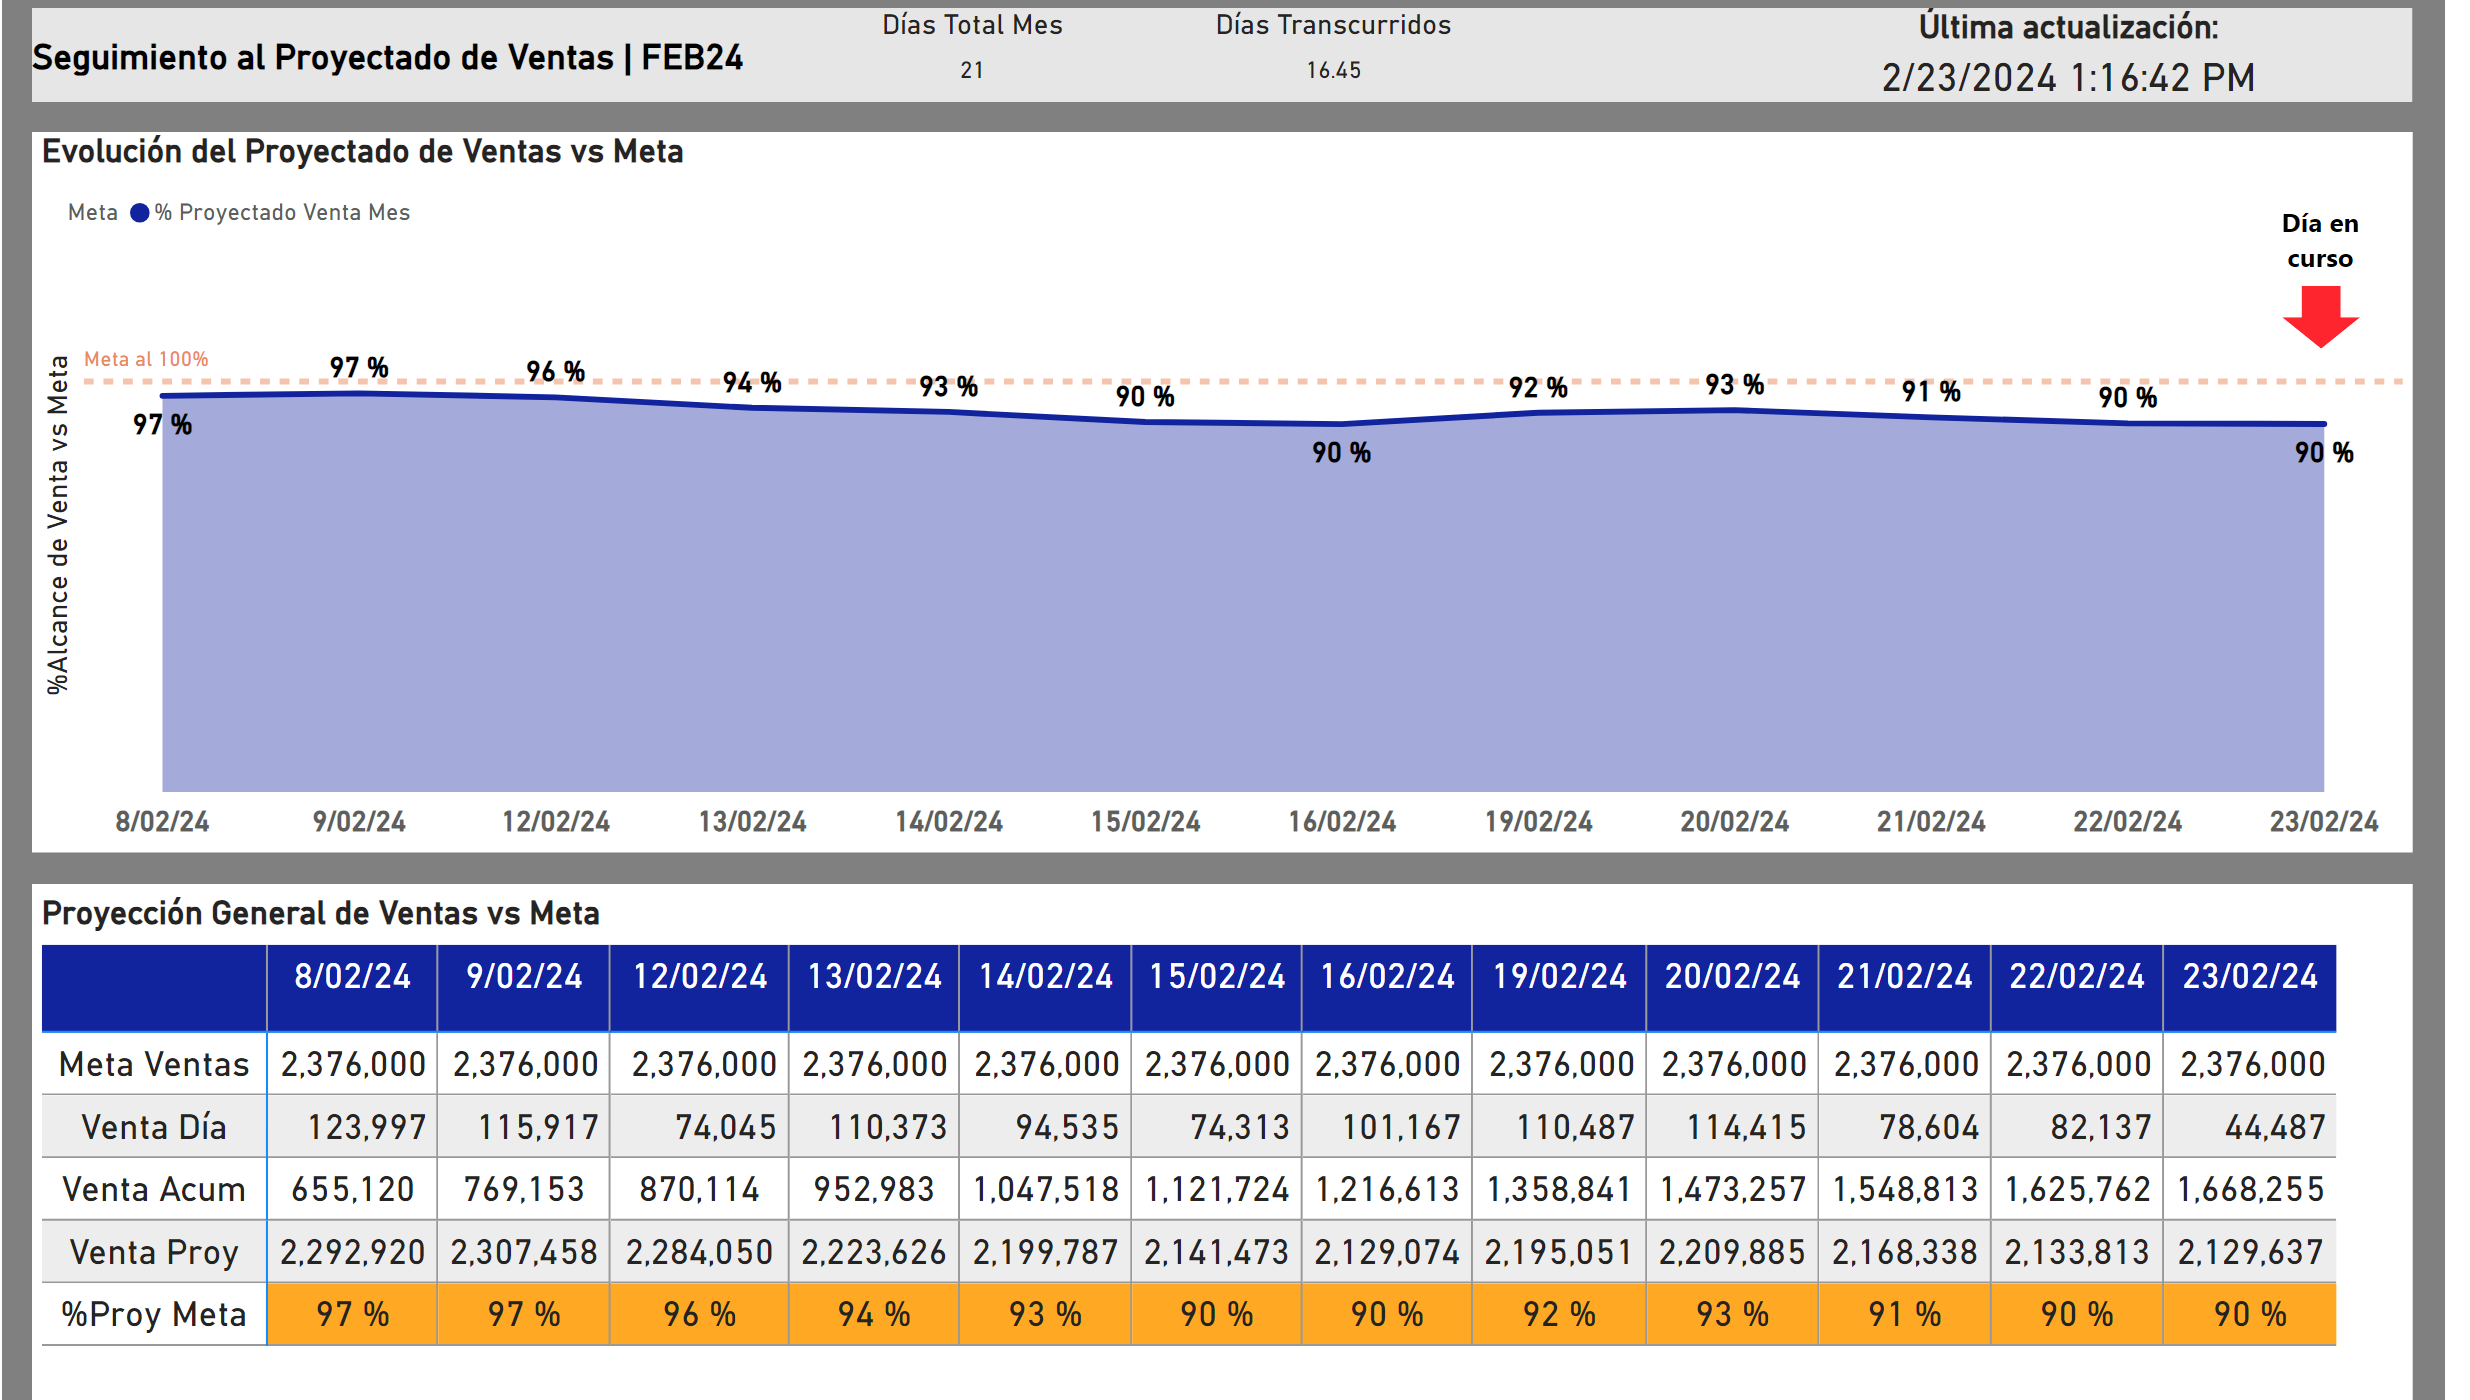 Seguimiento al Proyectado de Ventas | FEB24
Días Total Mes
21
Días Transcurridos
16.45
Última actualización:
2/23/2024 1:16:42 PM
Evolución del Proyectado de Ventas vs Meta
Meta % Proyectado Venta Mes
Día en
curso
%Alcance de Venta vs Meta
Meta al 100%
97 % 97 % 96 % 94 % 93 % 90 % 90 % 92 % 93 % 91 % 90 % 90 %
8/02/24 9/02/24 12/02/24 13/02/24 14/02/24 15/02/24 16/02/24 19/02/24 20/02/24 21/02/24 22/02/24 23/02/24
Proyección General de Ventas vs Meta
8/02/24 9/02/24 12/02/24 13/02/24 14/02/24 15/02/24 16/02/24 19/02/24 20/02/24 21/02/24 22/02/24 23/02/24
Meta Ventas 2,376,000 2,376,000 2,376,000 2,376,000 2,376,000 2,376,000 2,376,000 2,376,000 2,376,000 2,376,000 2,376,000 2,376,000
Venta Día 123,997 115,917 74,045 110,373 94,535 74,313 101,167 110,487 114,415 78,604 82,137 44,487
Venta Acum 655,120 769,153 870,114 952,983 1,047,518 1,121,724 1,216,613 1,358,841 1,473,257 1,548,813 1,625,762 1,668,255
Venta Proy 2,292,920 2,307,458 2,284,050 2,223,626 2,199,787 2,141,473 2,129,074 2,195,051 2,209,885 2,168,338 2,133,813 2,129,637
%Proy Meta 97 % 97 % 96 % 94 % 93 % 90 % 90 % 92 % 93 % 91 % 90 % 90 %